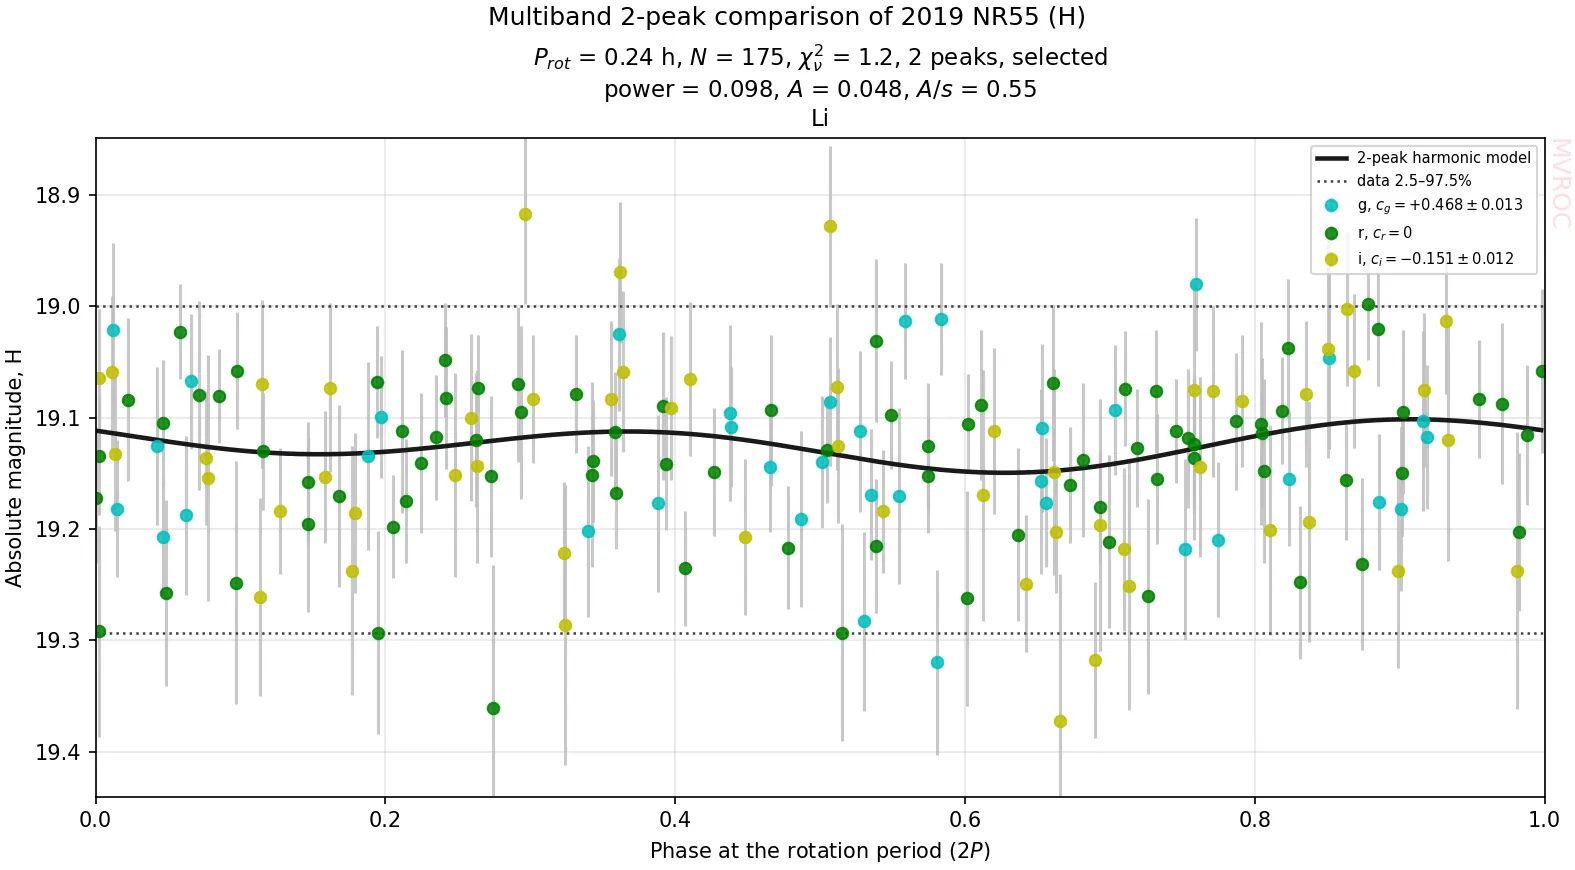 Multiband 2-peak comparison of 2019 NR55 (H)
P_rot = 0.24 h, N = 175, χ²_ν = 1.2, 2 peaks, selected
power = 0.098, A = 0.048, A/s = 0.55
Li
2-peak harmonic model
data 2.5–97.5%
g, c_g = +0.468 ± 0.013
r, c_r = 0
i, c_i = −0.151 ± 0.012
MVROC
Absolute magnitude, H
18.9
19.0
19.1
19.2
19.3
19.4
0.0 0.2 0.4 0.6 0.8 1.0
Phase at the rotation period (2P)